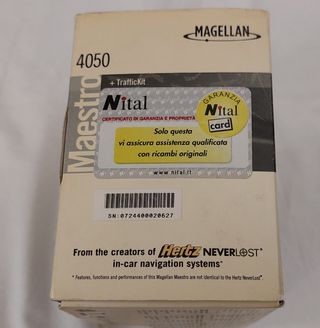 MAGELLAN
4050
Maestro
+ TrafficKit
Nital
CERTIFICATO DI GARANZIA E PROPRIETÀ
GARANZIA
Nital
card
Solo questa
vi assicura assistenza qualificata
con ricambi originali
www.nital.it
SN:0724400020627
From the creators of Hertz NEVERLOST*
in-car navigation systems*
* Features, functions and performances of this Magellan Maestro are not identical to the Hertz NeverLost*.